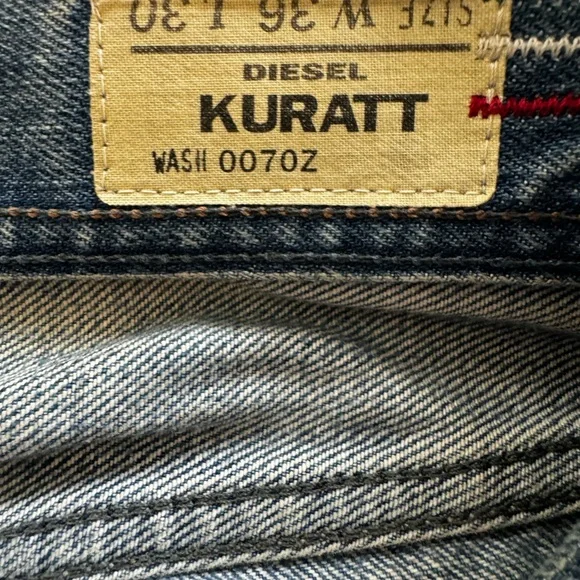 SIZE W 36 L 30
DIESEL
KURATT
WASH 0070Z